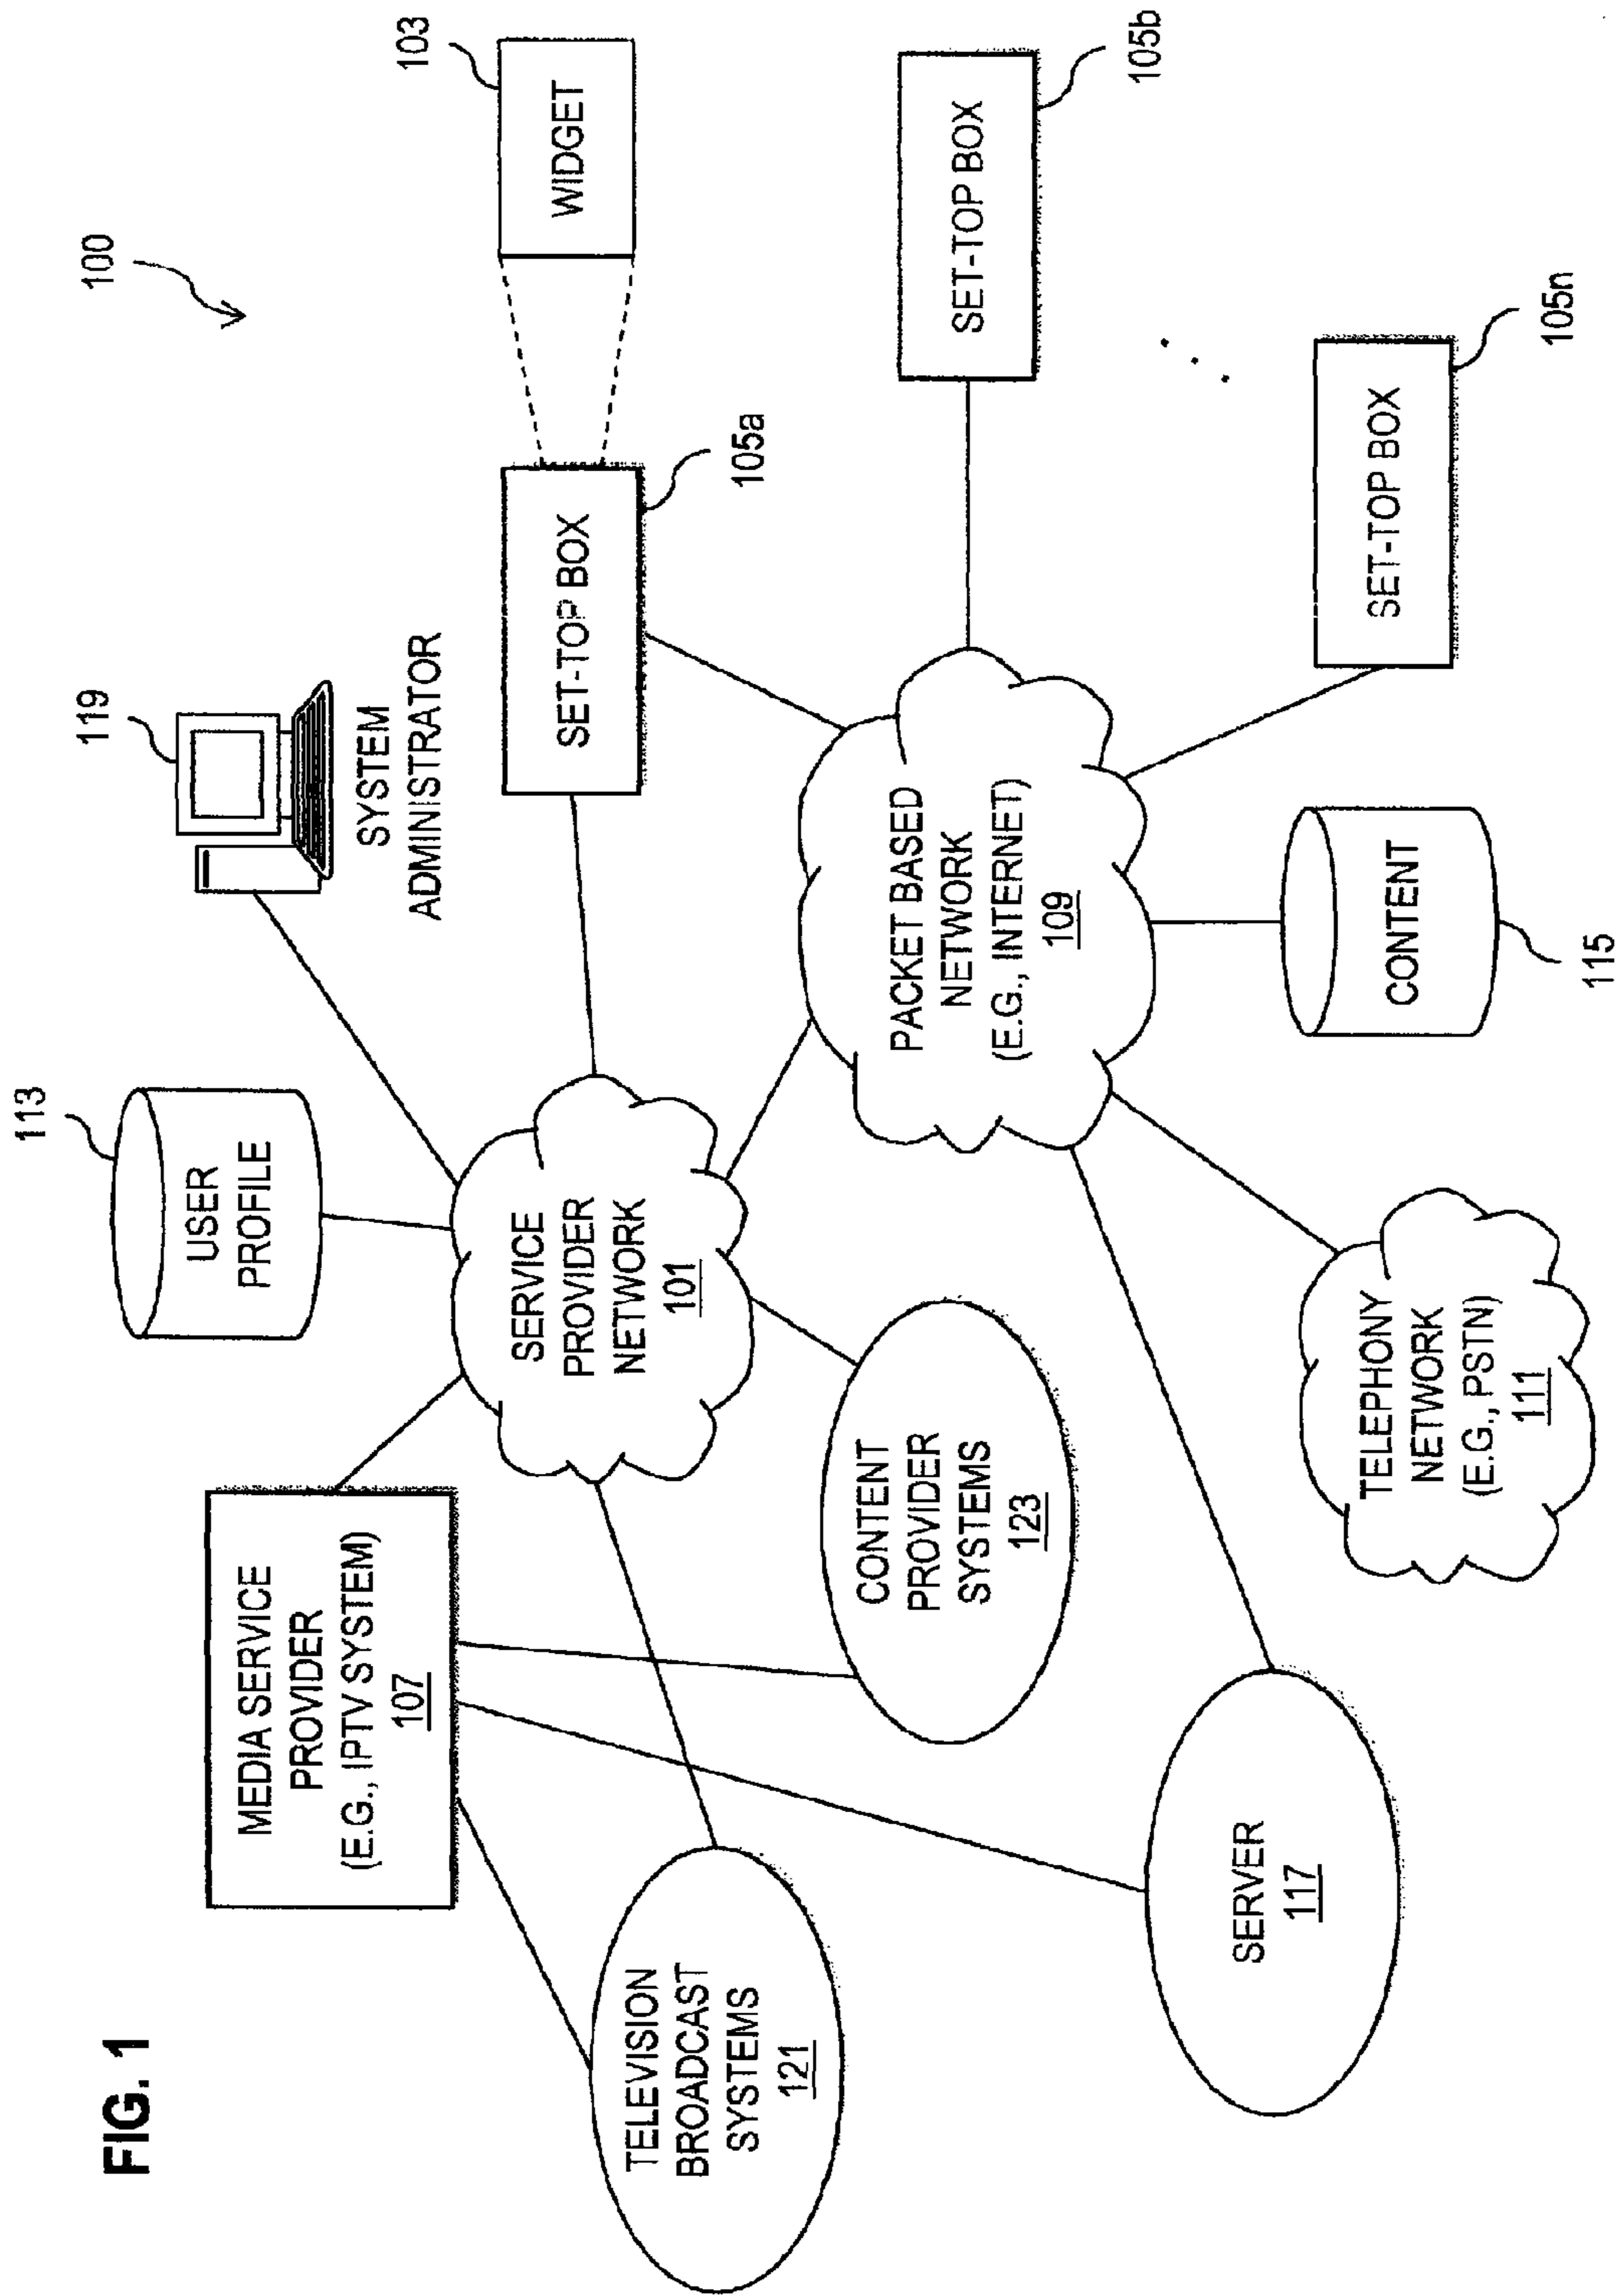 FIG. 1
100
113
USER
PROFILE
119
SYSTEM
ADMINISTRATOR
103
WIDGET
MEDIA SERVICE
PROVIDER
(E.G., IPTV SYSTEM)
107
SERVICE
PROVIDER
NETWORK
101
SET-TOP BOX
105a
TELEVISION
BROADCAST
SYSTEMS
121
CONTENT
PROVIDER
SYSTEMS
123
PACKET BASED
NETWORK
(E.G., INTERNET)
109
SET-TOP BOX
105b
SERVER
117
TELEPHONY
NETWORK
(E.G., PSTN)
111
CONTENT
115
SET-TOP BOX
105n